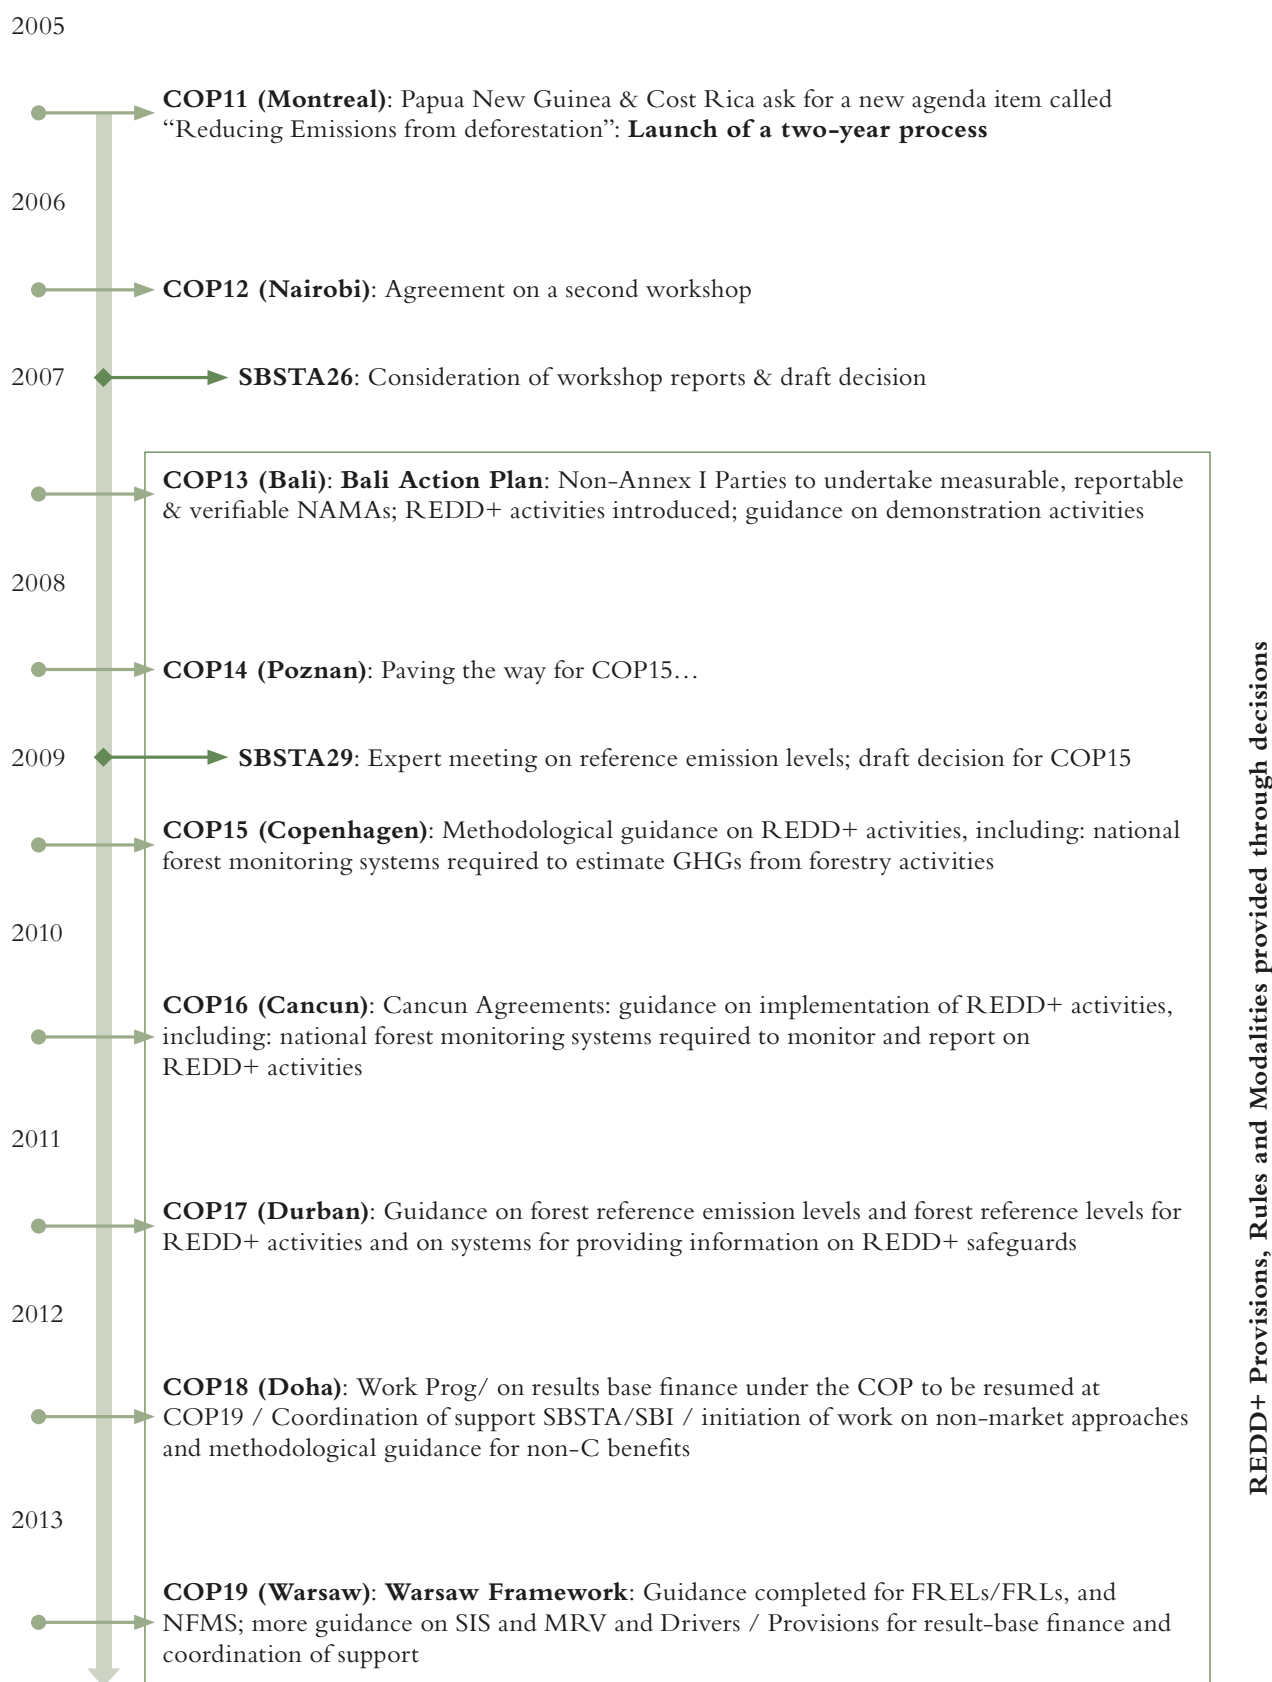 2005
COP11 (Montreal): Papua New Guinea & Cost Rica ask for a new agenda item called
“Reducing Emissions from deforestation”: Launch of a two-year process
2006
COP12 (Nairobi): Agreement on a second workshop
2007
SBSTA26: Consideration of workshop reports & draft decision
COP13 (Bali): Bali Action Plan: Non-Annex I Parties to undertake measurable, reportable
& verifiable NAMAs; REDD+ activities introduced; guidance on demonstration activities
2008
COP14 (Poznan): Paving the way for COP15…
2009
SBSTA29: Expert meeting on reference emission levels; draft decision for COP15
COP15 (Copenhagen): Methodological guidance on REDD+ activities, including: national
forest monitoring systems required to estimate GHGs from forestry activities
2010
COP16 (Cancun): Cancun Agreements: guidance on implementation of REDD+ activities,
including: national forest monitoring systems required to monitor and report on
REDD+ activities
2011
COP17 (Durban): Guidance on forest reference emission levels and forest reference levels for
REDD+ activities and on systems for providing information on REDD+ safeguards
2012
COP18 (Doha): Work Prog/ on results base finance under the COP to be resumed at
COP19 / Coordination of support SBSTA/SBI / initiation of work on non-market approaches
and methodological guidance for non-C benefits
2013
COP19 (Warsaw): Warsaw Framework: Guidance completed for FRELs/FRLs, and
NFMS; more guidance on SIS and MRV and Drivers / Provisions for result-base finance and
coordination of support
REDD+ Provisions, Rules and Modalities provided through decisions